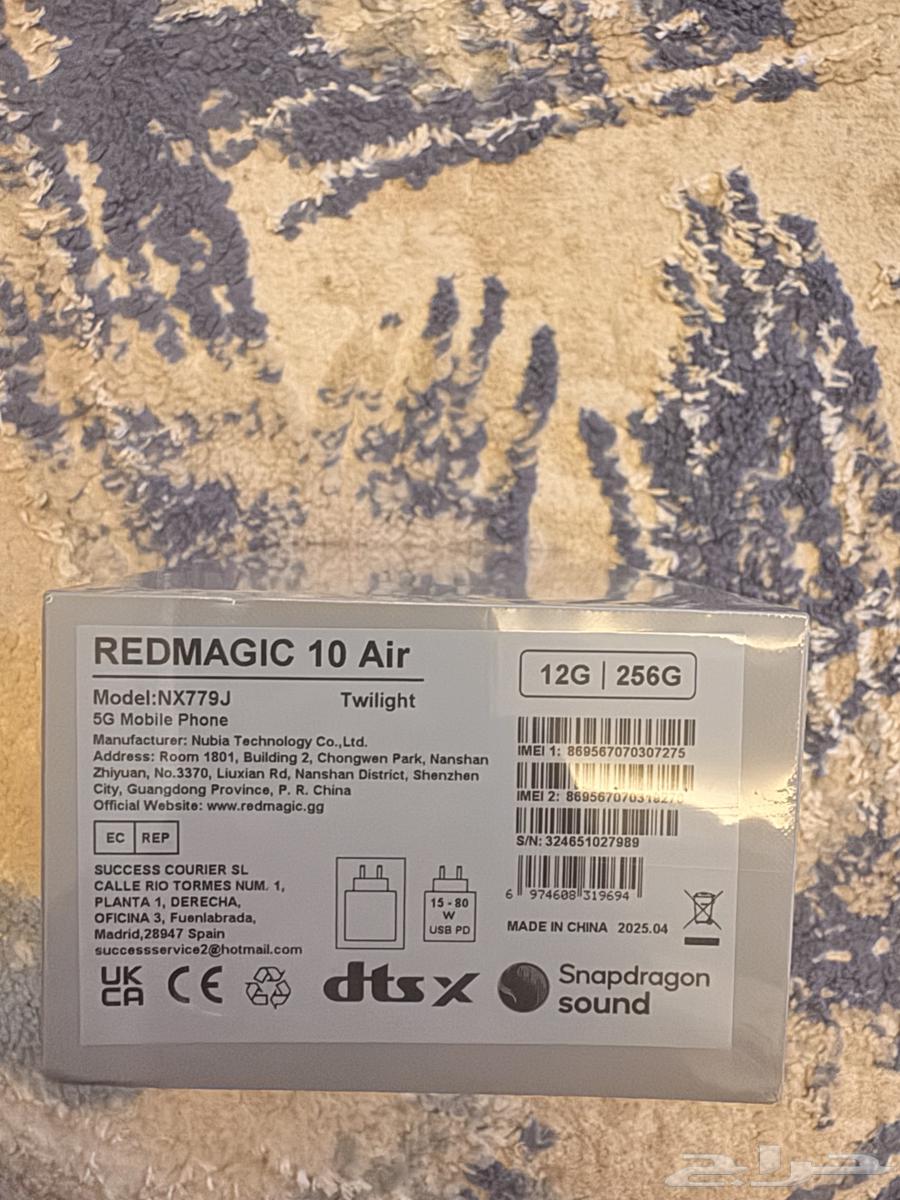 REDMAGIC 10 Air
Model:NX779J Twilight
5G Mobile Phone
Manufacturer: Nubia Technology Co.,Ltd.
Address: Room 1801, Building 2, Chongwen Park, Nanshan
Zhiyuan, No.3370, Liuxian Rd, Nanshan District, Shenzhen
City, Guangdong Province, P. R. China
Official Website: www.redmagic.gg
EC REP
SUCCESS COURIER SL
CALLE RIO TORMES NUM. 1,
PLANTA 1, DERECHA,
OFICINA 3, Fuenlabrada,
Madrid,28947 Spain
successservice2@hotmail.com
UK
CA
CE
12G | 256G
IMEI 1: 869567070307275
IMEI 2:
S/N: 324651027989
6 974608 319694
15 - 80
W
USB PD
MADE IN CHINA 2025.04
dts x
Snapdragon
sound
حراج